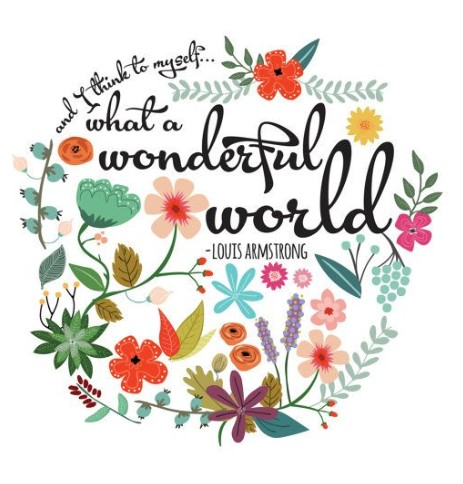 and I think to myself...
what a
wonderful
world
-LOUIS ARMSTRONG